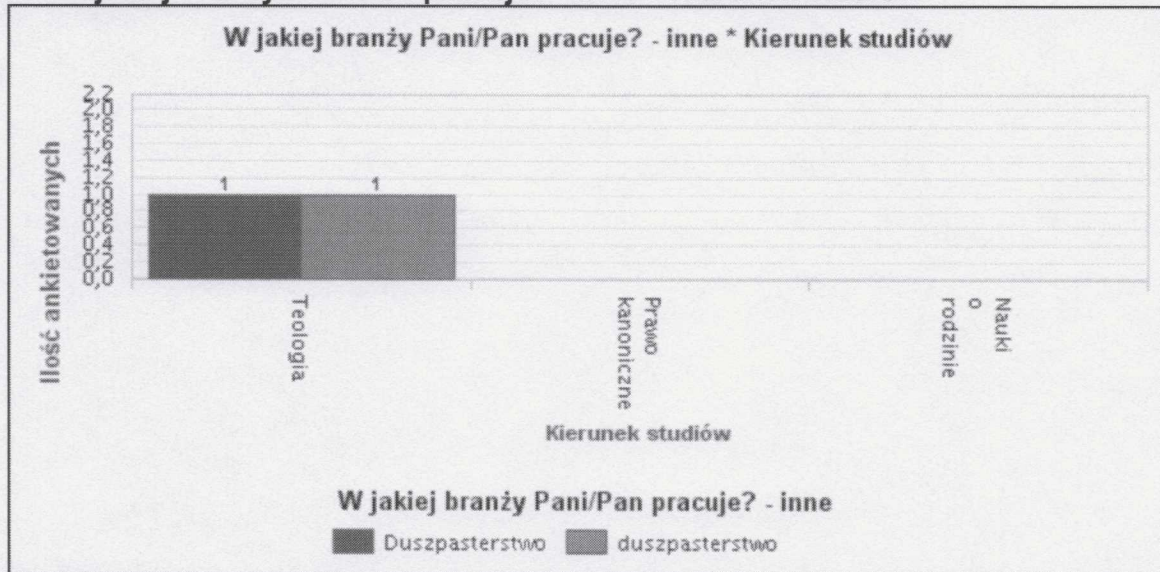 W jakiej branży Pani/Pan pracuje? - inne * Kierunek studiów
Ilość ankietowanych
2,2
2,0
1,8
1,6
1,4
1,2
1,0
0,8
0,6
0,4
0,2
0,0
1
1
Teologia
Prawo
kanoniczne
Nauki
o
rodzinie
Kierunek studiów
W jakiej branży Pani/Pan pracuje? - inne
Duszpasterstwo
duszpasterstwo